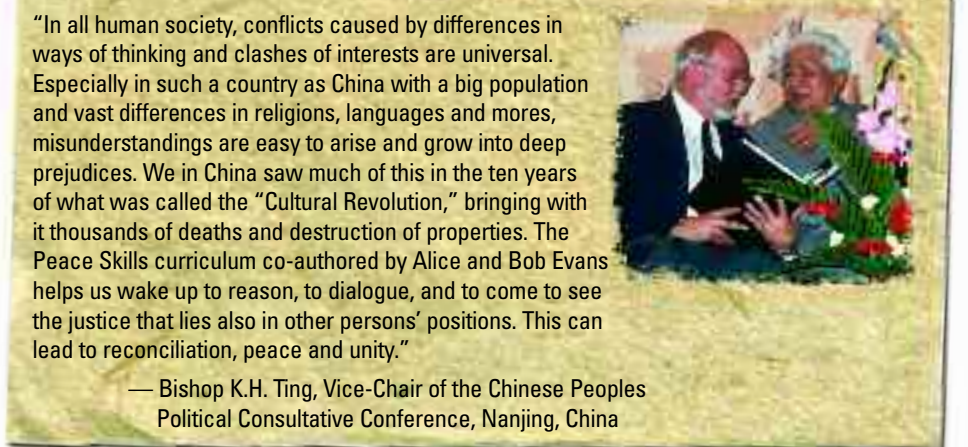 “In all human society, conflicts caused by differences in
ways of thinking and clashes of interests are universal.
Especially in such a country as China with a big population
and vast differences in religions, languages and mores,
misunderstandings are easy to arise and grow into deep
prejudices. We in China saw much of this in the ten years
of what was called the “Cultural Revolution,” bringing with
it thousands of deaths and destruction of properties. The
Peace Skills curriculum co-authored by Alice and Bob Evans
helps us wake up to reason, to dialogue, and to come to see
the justice that lies also in other persons’ positions. This can
lead to reconciliation, peace and unity.”
— Bishop K.H. Ting, Vice-Chair of the Chinese Peoples
Political Consultative Conference, Nanjing, China